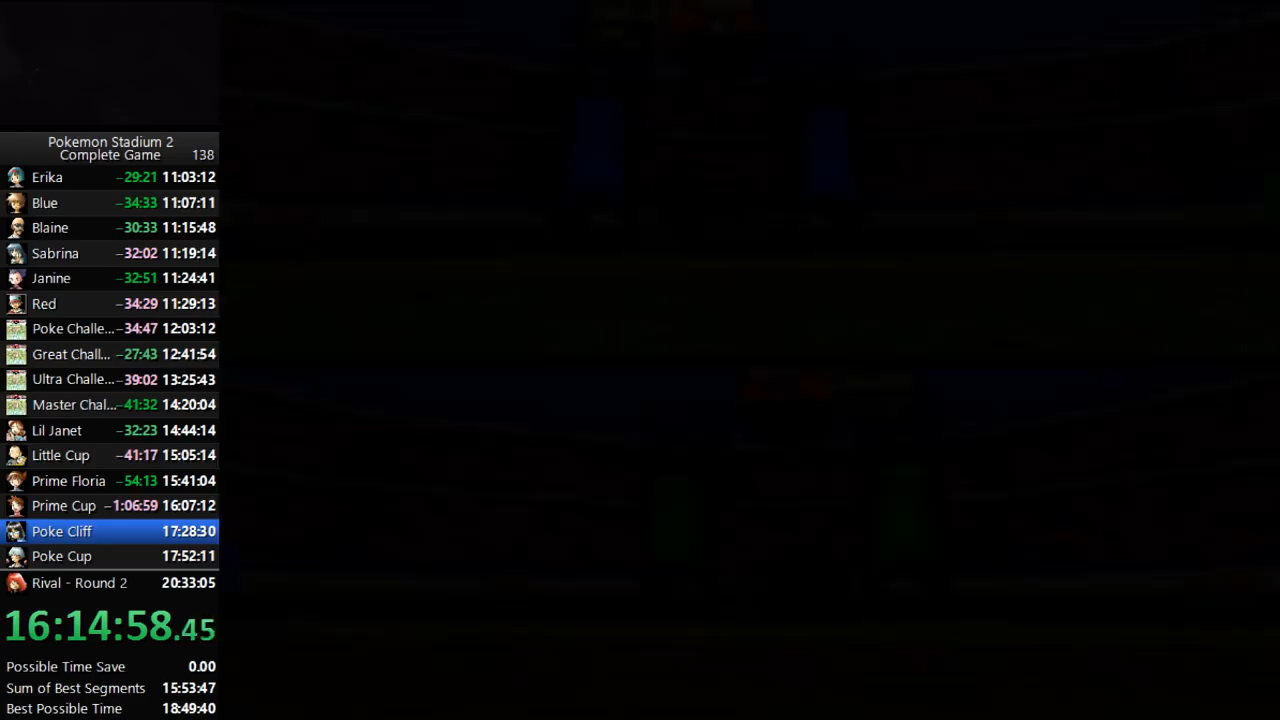 Pokemon Stadium 2
Complete Game 138
Erika −29:21 11:03:12
Blue −34:33 11:07:11
Blaine −30:33 11:15:48
Sabrina −32:02 11:19:14
Janine −32:51 11:24:41
Red −34:29 11:29:13
Poke Challe... −34:47 12:03:12
Great Chall... −27:43 12:41:54
Ultra Challe... −39:02 13:25:43
Master Chal... −41:32 14:20:04
Lil Janet −32:23 14:44:14
Little Cup −41:17 15:05:14
Prime Floria −54:13 15:41:04
Prime Cup −1:06:59 16:07:12
Poke Cliff 17:28:30
Poke Cup 17:52:11
Rival - Round 2 20:33:05
16:14:58.45
Possible Time Save 0.00
Sum of Best Segments 15:53:47
Best Possible Time 18:49:40